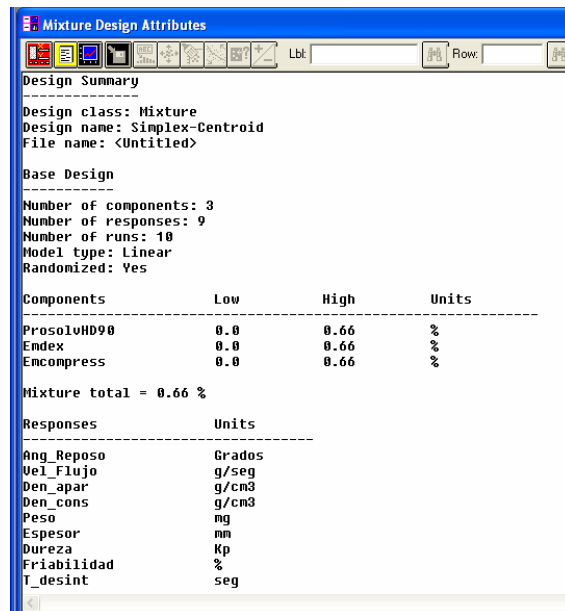 Mixture Design Attributes
Lbl: Row:
Design Summary
--------------
Design class: Mixture
Design name: Simplex-Centroid
File name: <Untitled>
Base Design
-----------
Number of components: 3
Number of responses: 9
Number of runs: 10
Model type: Linear
Randomized: Yes
Components Low High Units
ProsolvHD90 0.0 0.66 %
Emdex 0.0 0.66 %
Emcompress 0.0 0.66 %
Mixture total = 0.66 %
Responses Units
Ang_Reposo Grados
Vel_Flujo g/seg
Den_apar g/cm3
Den_cons g/cm3
Peso mg
Espesor mm
Dureza Kp
Friabilidad %
T_desint seg